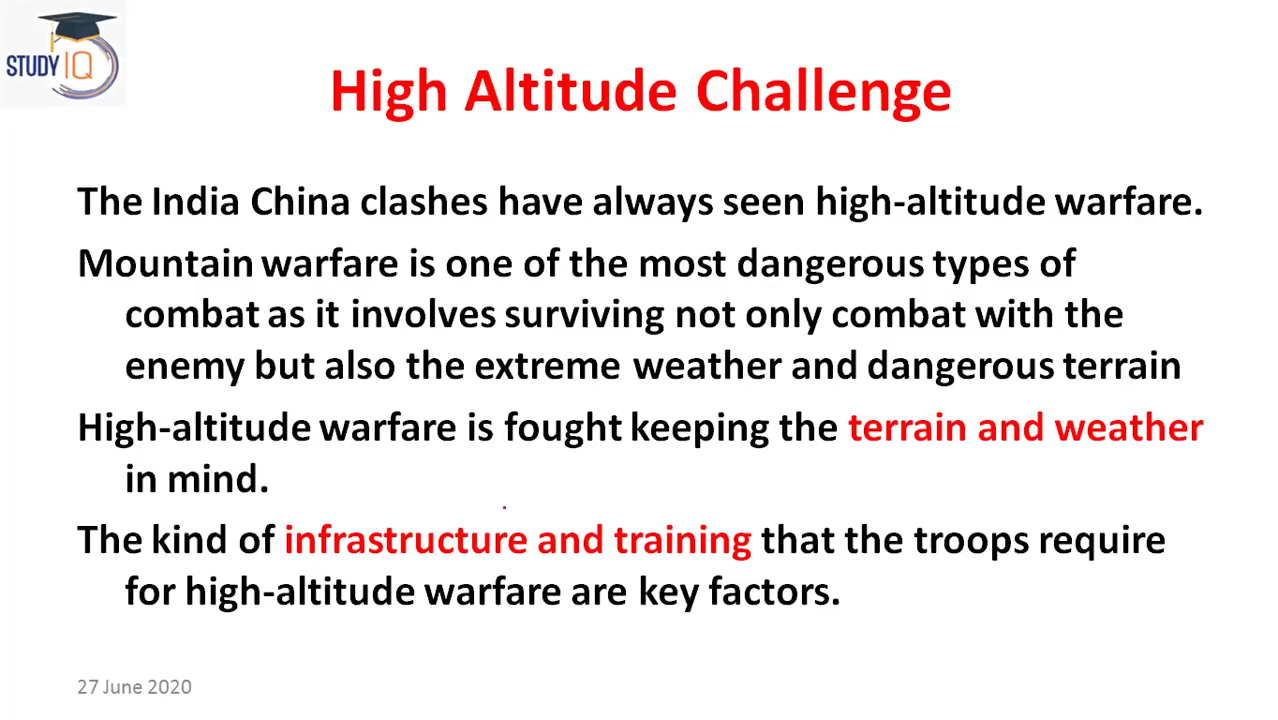 STUDY IQ
High Altitude Challenge
The India China clashes have always seen high-altitude warfare.
Mountain warfare is one of the most dangerous types of
combat as it involves surviving not only combat with the
enemy but also the extreme weather and dangerous terrain
High-altitude warfare is fought keeping the terrain and weather
in mind.
The kind of infrastructure and training that the troops require
for high-altitude warfare are key factors.
27 June 2020